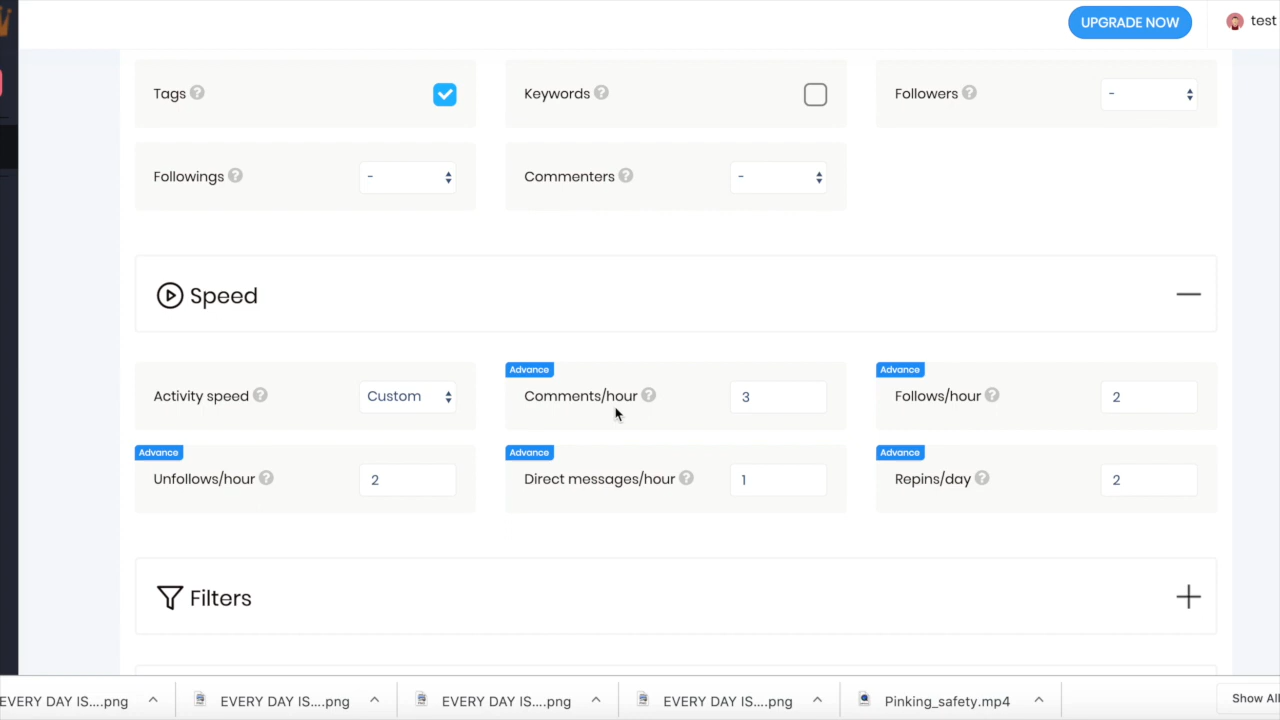 UPGRADE NOW
test
Tags ?
Keywords ?
Followers ?
-
Followings ?
-
Commenters ?
-
Speed
Activity speed ?
Custom
Advance
Comments/hour ?
3
Advance
Follows/hour ?
2
Advance
Unfollows/hour ?
2
Advance
Direct messages/hour ?
1
Advance
Repins/day ?
2
Filters
EVERY DAY IS....png
EVERY DAY IS....png
EVERY DAY IS....png
EVERY DAY IS....png
Pinking_safety.mp4
Show All